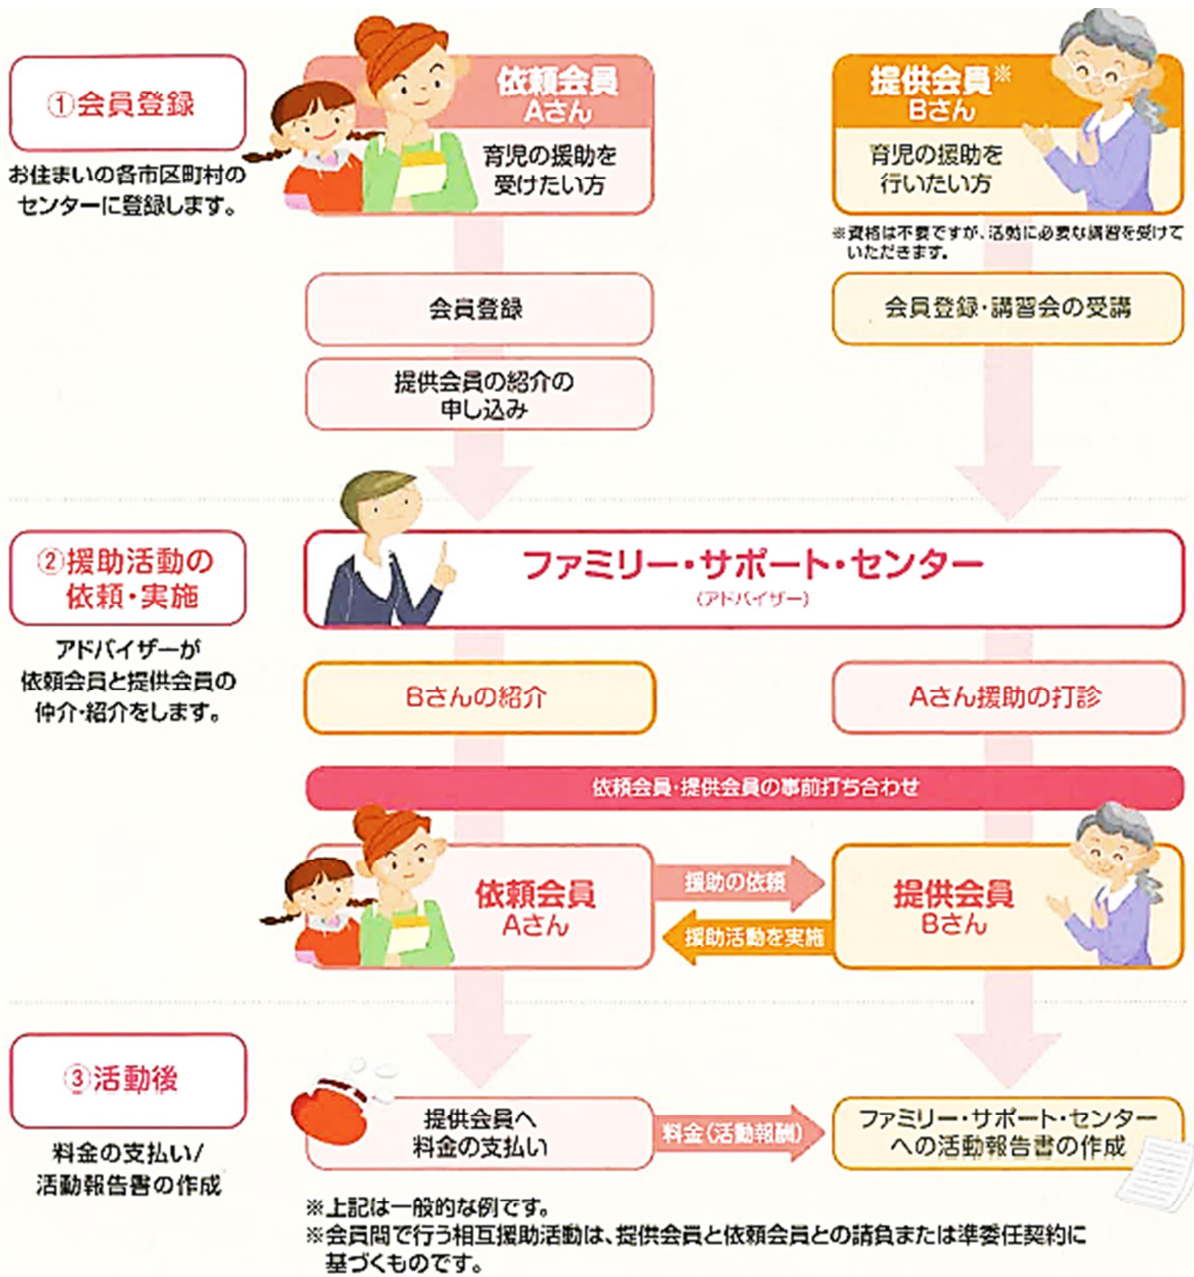 ①会員登録
お住まいの各市区町村の
センターに登録します。
依頼会員
Aさん
育児の援助を
受けたい方
提供会員※
Bさん
育児の援助を
行いたい方
※資格は不要ですが、活動に必要な講習を受けて
いただきます。
会員登録
会員登録・講習会の受講
提供会員の紹介の
申し込み
②援助活動の
依頼・実施
アドバイザーが
依頼会員と提供会員の
仲介・紹介をします。
ファミリー・サポート・センター
(アドバイザー)
Bさんの紹介
Aさん援助の打診
依頼会員・提供会員の事前打ち合わせ
依頼会員
Aさん
援助の依頼
援助活動を実施
提供会員
Bさん
③活動後
料金の支払い/
活動報告書の作成
提供会員へ
料金の支払い
料金(活動報酬)
ファミリー・サポート・センター
への活動報告書の作成
※上記は一般的な例です。
※会員間で行う相互援助活動は、提供会員と依頼会員との請負または準委任契約に
基づくものです。